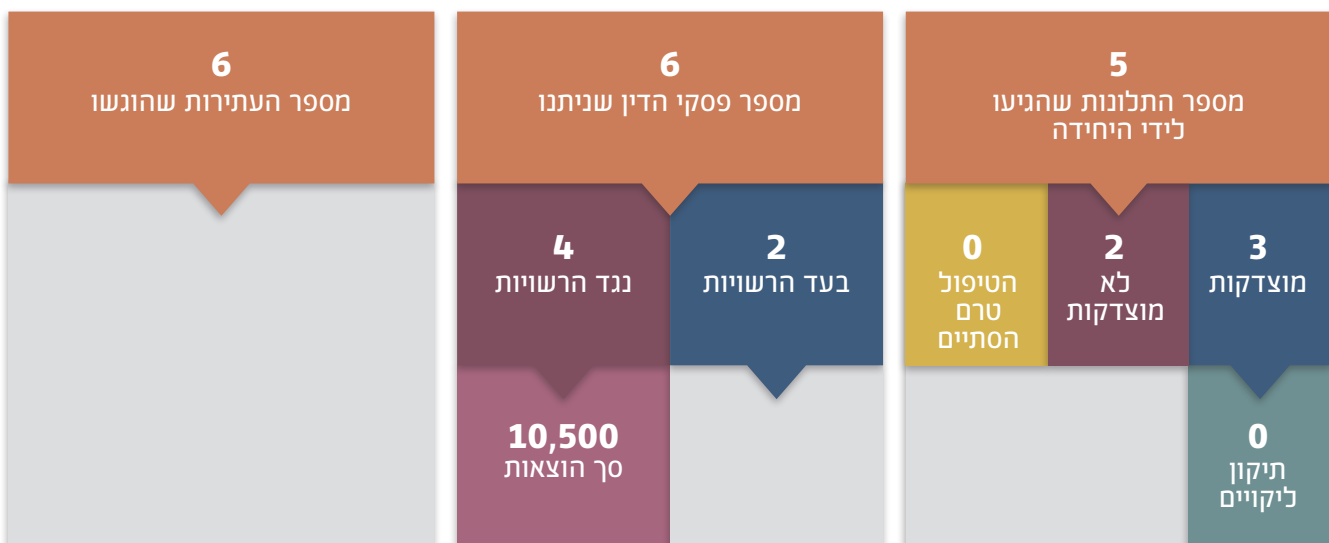 5
מספר התלונות שהגיעו
לידי היחידה
3
מוצדקות
2
לא
מוצדקות
0
הטיפול
טרם
הסתיים
0
תיקון
ליקויים
6
מספר פסקי הדין שניתנו
2
בעד הרשויות
4
נגד הרשויות
10,500
סך הוצאות
6
מספר העתירות שהוגשו